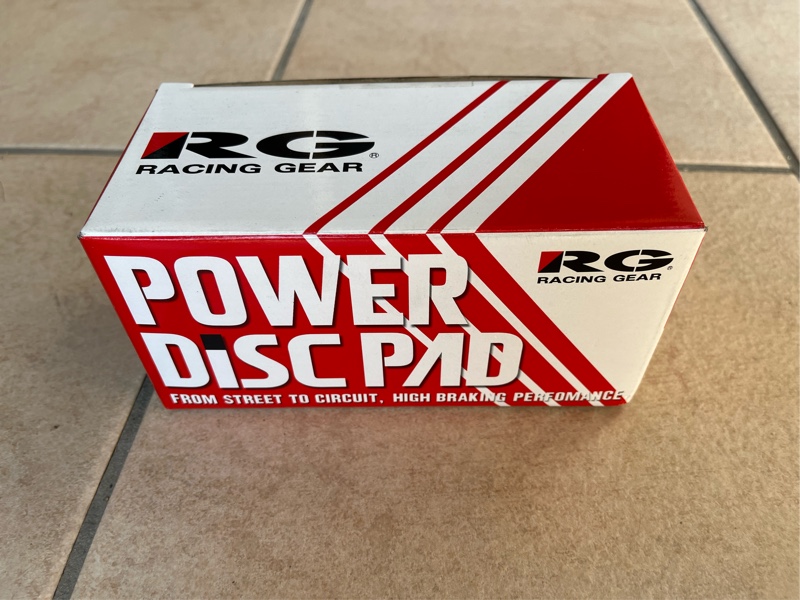 RG®
RACING GEAR
POWER
DiSC PAD
RG®
RACING GEAR
FROM STREET TO CIRCUIT, HIGH BRAKING PERFOMANCE